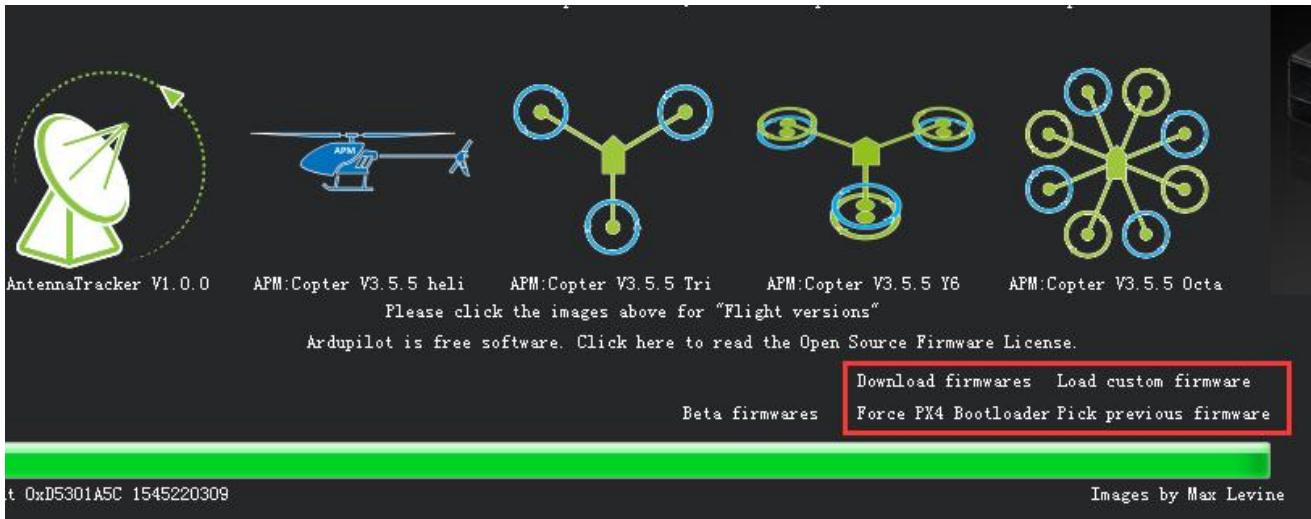 APM
AntennaTracker V1.0.0 APM:Copter V3.5.5 heli APM:Copter V3.5.5 Tri APM:Copter V3.5.5 Y6 APM:Copter V3.5.5 Octa
Please click the images above for "Flight versions"
Ardupilot is free software. Click here to read the Open Source Firmware License.
Download firmwares Load custom firmware
Beta firmwares Force PX4 Bootloader Pick previous firmware
t 0xD5301A5C 1545220309 Images by Max Levine